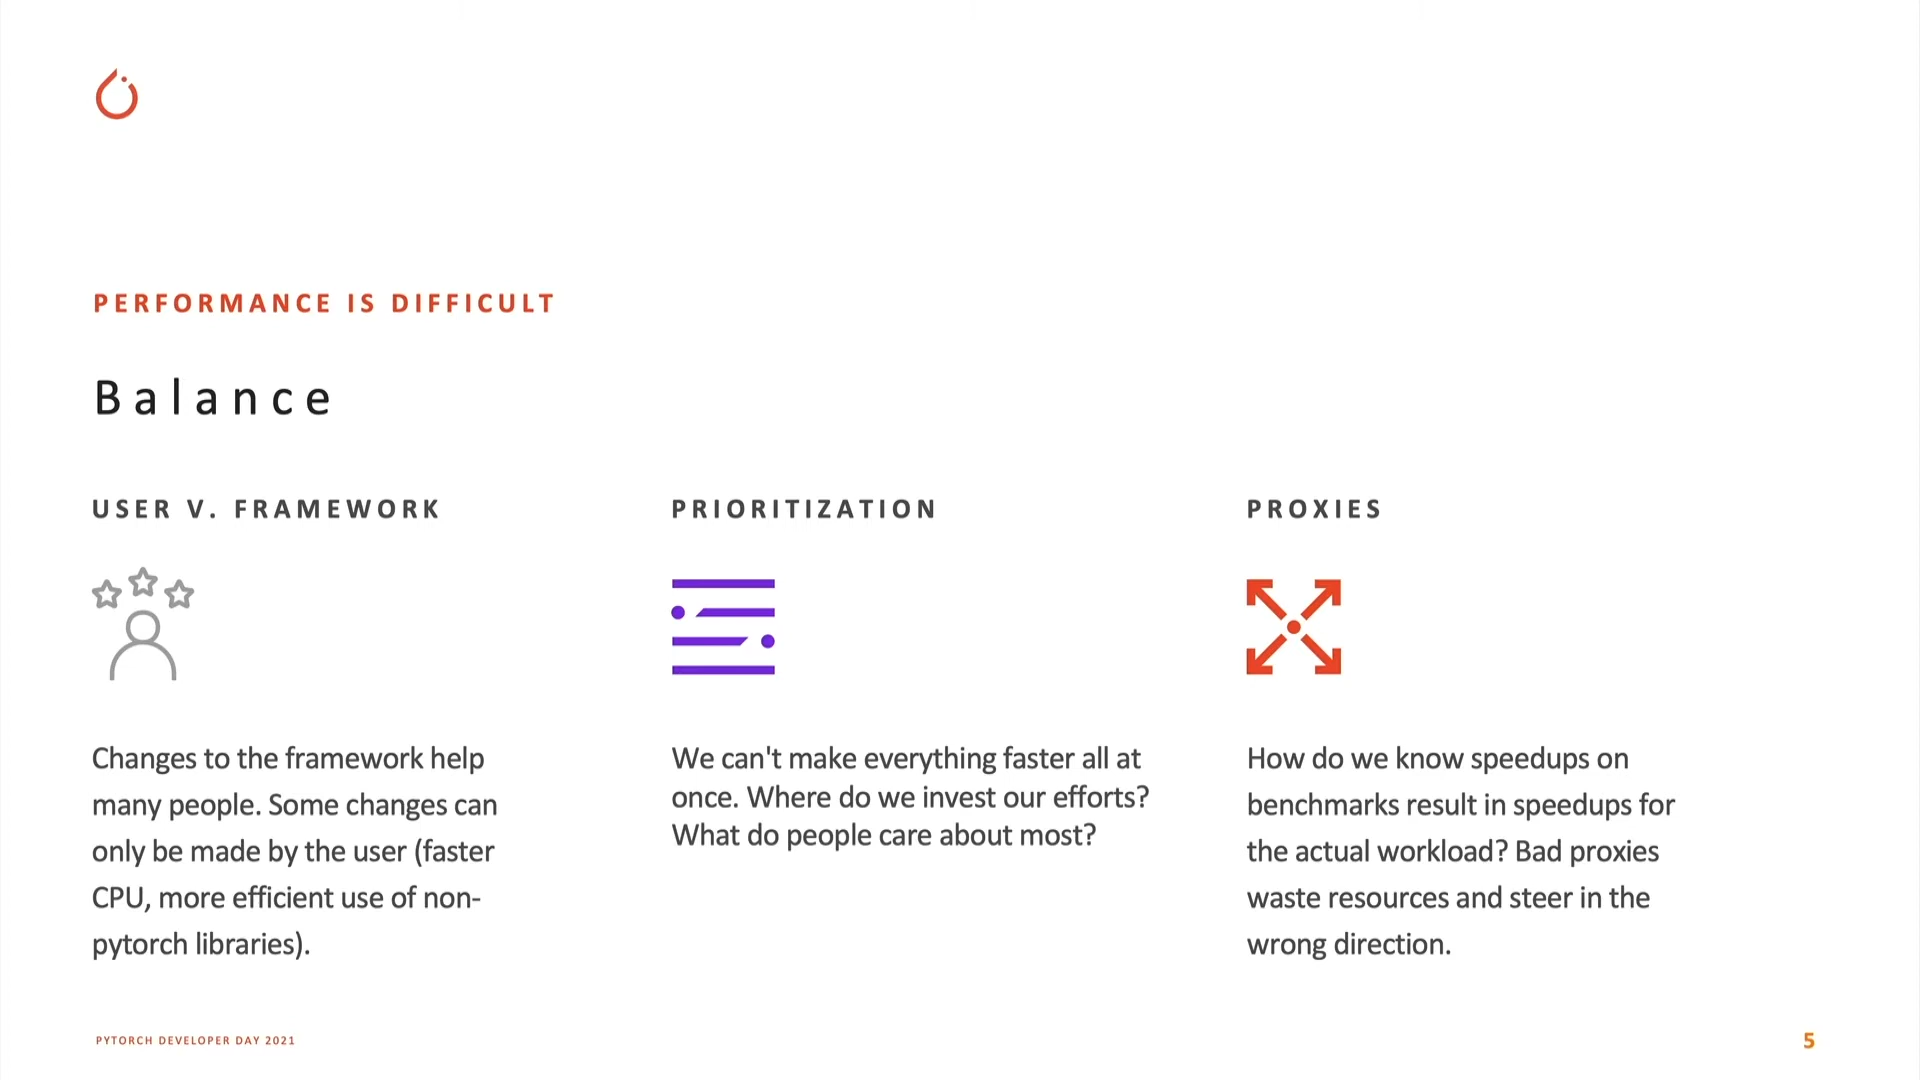 PERFORMANCE IS DIFFICULT
Balance
USER V. FRAMEWORK
Changes to the framework help
many people. Some changes can
only be made by the user (faster
CPU, more efficient use of non-
pytorch libraries).
PRIORITIZATION
We can't make everything faster all at
once. Where do we invest our efforts?
What do people care about most?
PROXIES
How do we know speedups on
benchmarks result in speedups for
the actual workload? Bad proxies
waste resources and steer in the
wrong direction.
PYTORCH DEVELOPER DAY 2021
5